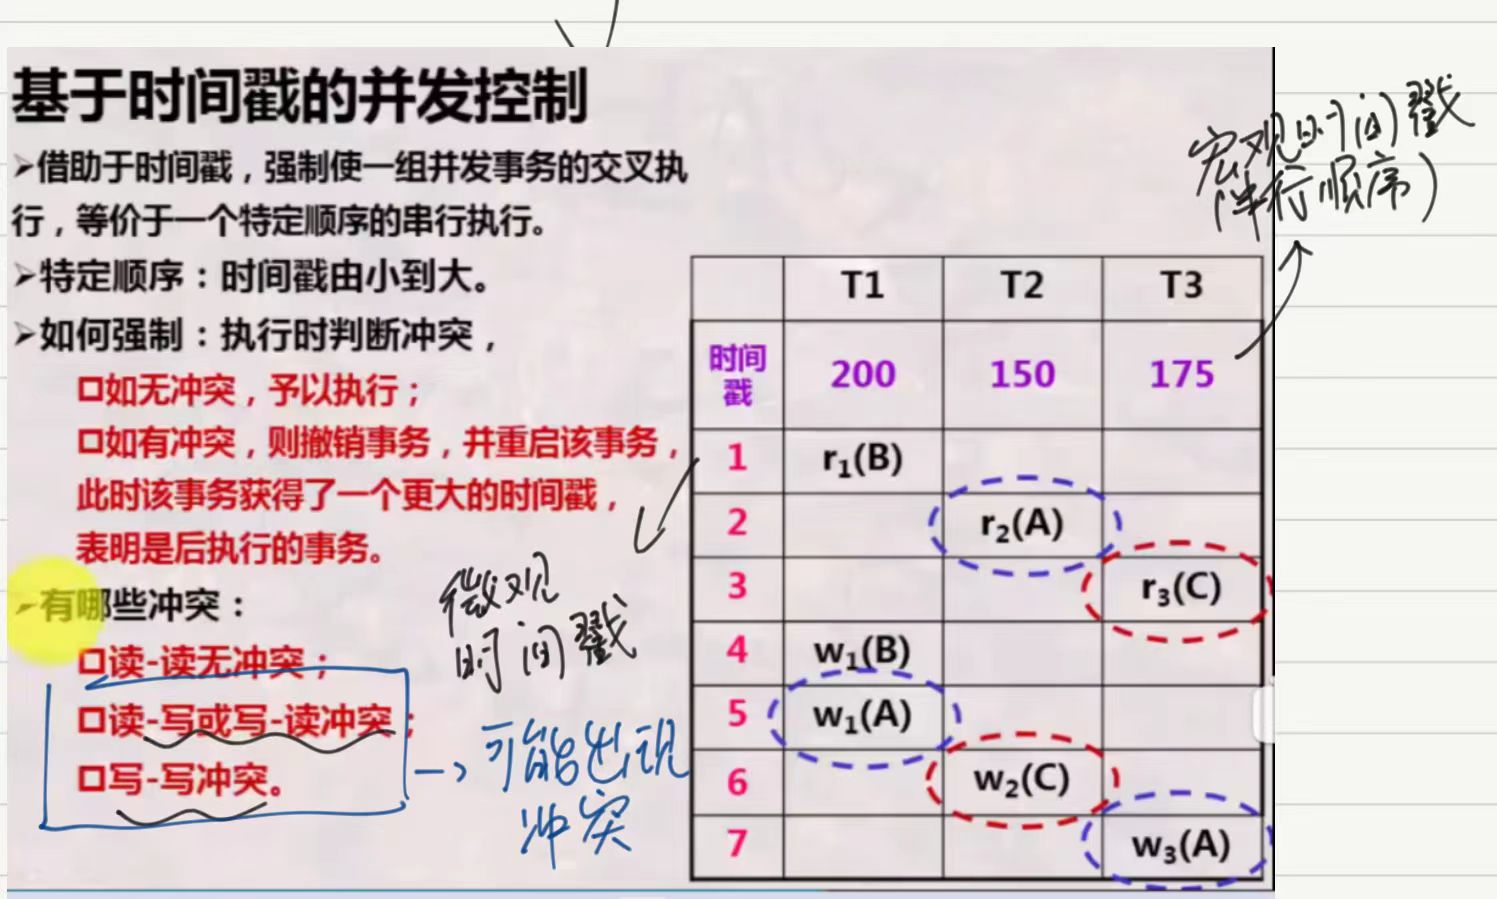 基于时间戳的并发控制
➢借助于时间戳，强制使一组并发事务的交叉执
行，等价于一个特定顺序的串行执行。
➢特定顺序：时间戳由小到大。
➢如何强制：执行时判断冲突，
□如无冲突，予以执行；
□如有冲突，则撤销事务，并重启该事务，
此时该事务获得了一个更大的时间戳，
表明是后执行的事务。
➢有哪些冲突：
□读-读无冲突；
□读-写或写-读冲突；
□写-写冲突。
微观
时间戳
可能出现
冲突
宏观时间戳
(串行顺序)
T1 T2 T3
时间戳 200 150 175
1 r₁(B)
2 r₂(A)
3 r₃(C)
4 w₁(B)
5 w₁(A)
6 w₂(C)
7 w₃(A)